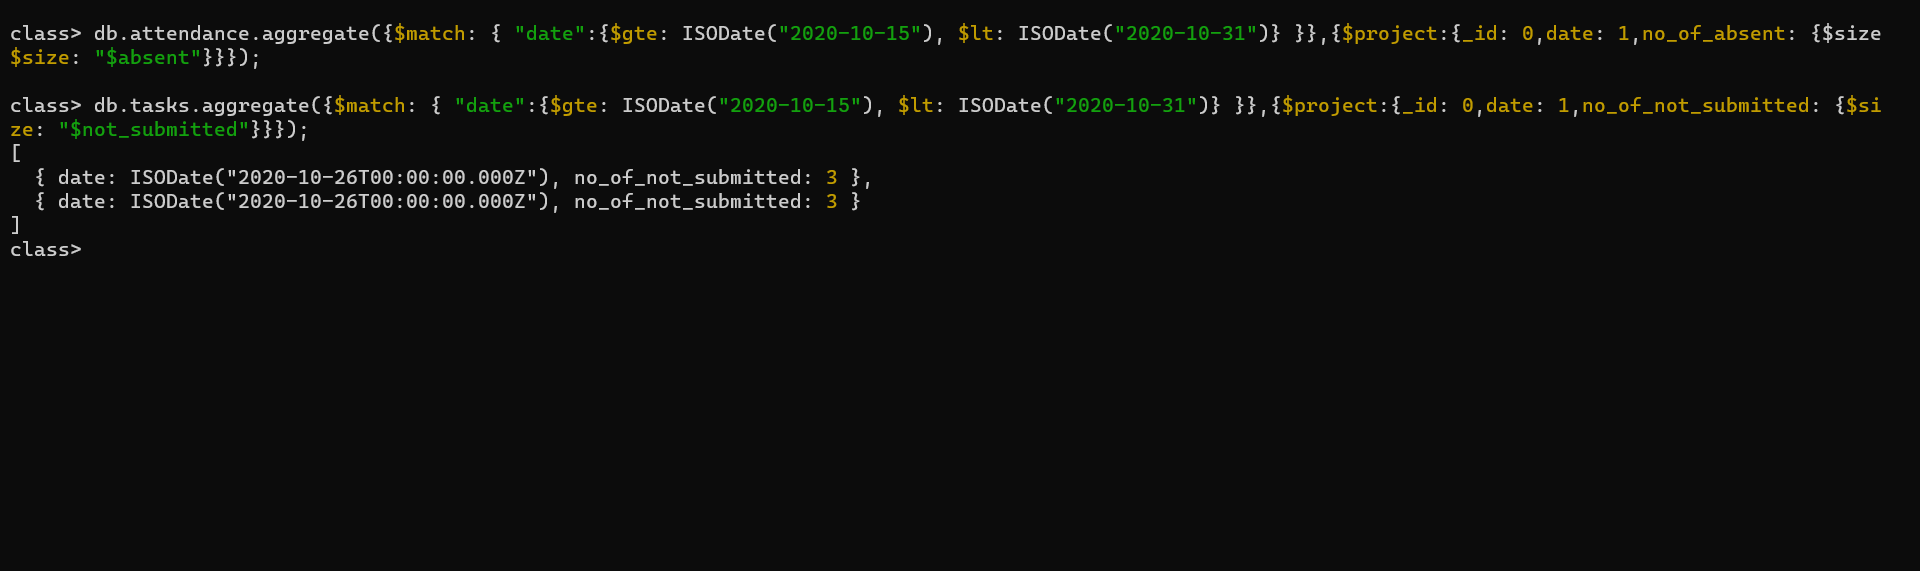 class> db.attendance.aggregate({$match: { "date":{$gte: ISODate("2020-10-15"), $lt: ISODate("2020-10-31")} }},{$project:{_id: 0,date: 1,no_of_absent: {$size
$size: "$absent"}}});
class> db.tasks.aggregate({$match: { "date":{$gte: ISODate("2020-10-15"), $lt: ISODate("2020-10-31")} }},{$project:{_id: 0,date: 1,no_of_not_submitted: {$si
ze: "$not_submitted"}}});
[
  { date: ISODate("2020-10-26T00:00:00.000Z"), no_of_not_submitted: 3 },
  { date: ISODate("2020-10-26T00:00:00.000Z"), no_of_not_submitted: 3 }
]
class>